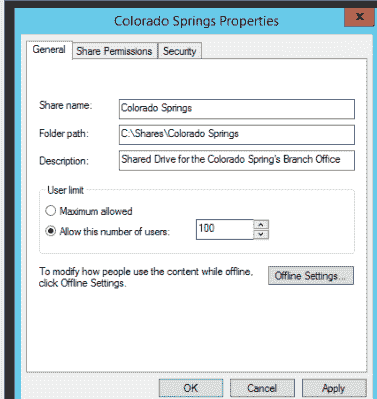 Colorado Springs Properties
x
General Share Permissions Security
Share name: Colorado Springs
Folder path: C:\Shares\Colorado Springs
Description: Shared Drive for the Colorado Spring's Branch Office
User limit
Maximum allowed
Allow this number of users: 100
To modify how people use the content while offline,
click Offline Settings.
Offline Settings...
OK Cancel Apply